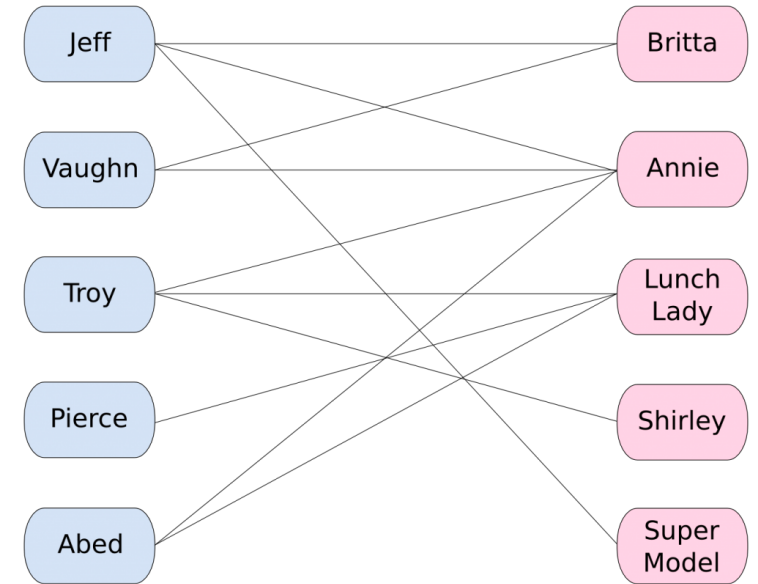 Jeff
Britta
Vaughn
Annie
Troy
Lunch
Lady
Pierce
Shirley
Abed
Super
Model